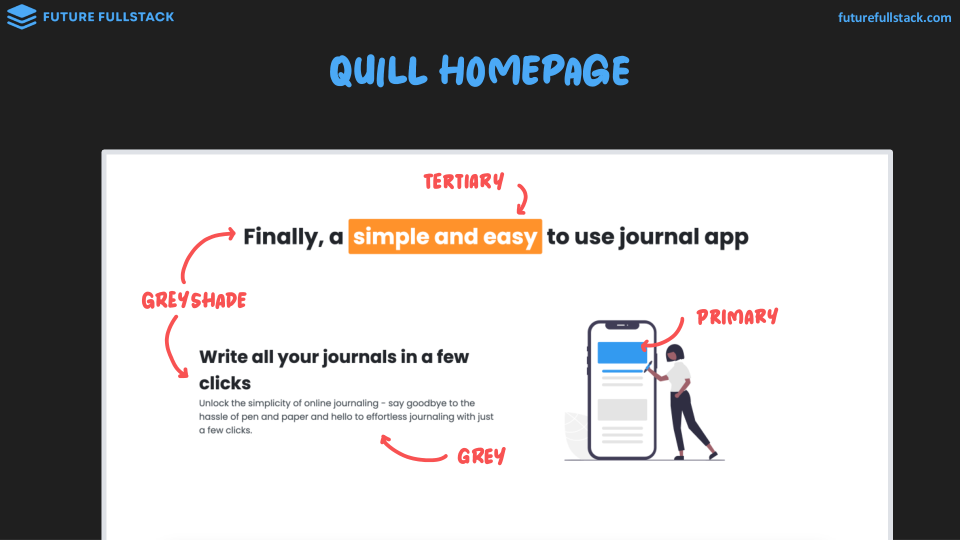 FUTURE FULLSTACK
futurefullstack.com
QUILL HOMEPAGE
TERTIARY
Finally, a simple and easy to use journal app
GREYSHADE
PRIMARY
Write all your journals in a few
clicks
Unlock the simplicity of online journaling - say goodbye to the
hassle of pen and paper and hello to effortless journaling with just
a few clicks.
GREY